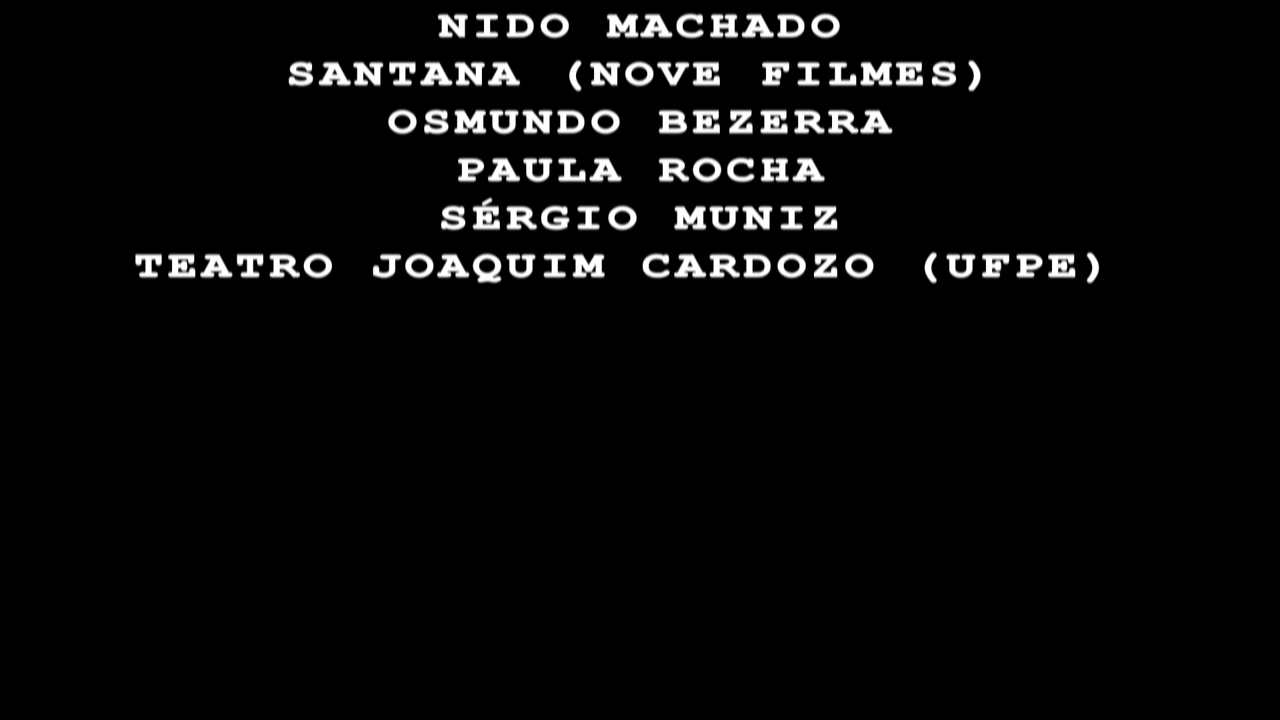 NIDO MACHADO
SANTANA (NOVE FILMES)
OSMUNDO BEZERRA
PAULA ROCHA
SÉRGIO MUNIZ
TEATRO JOAQUIM CARDOZO (UFPE)